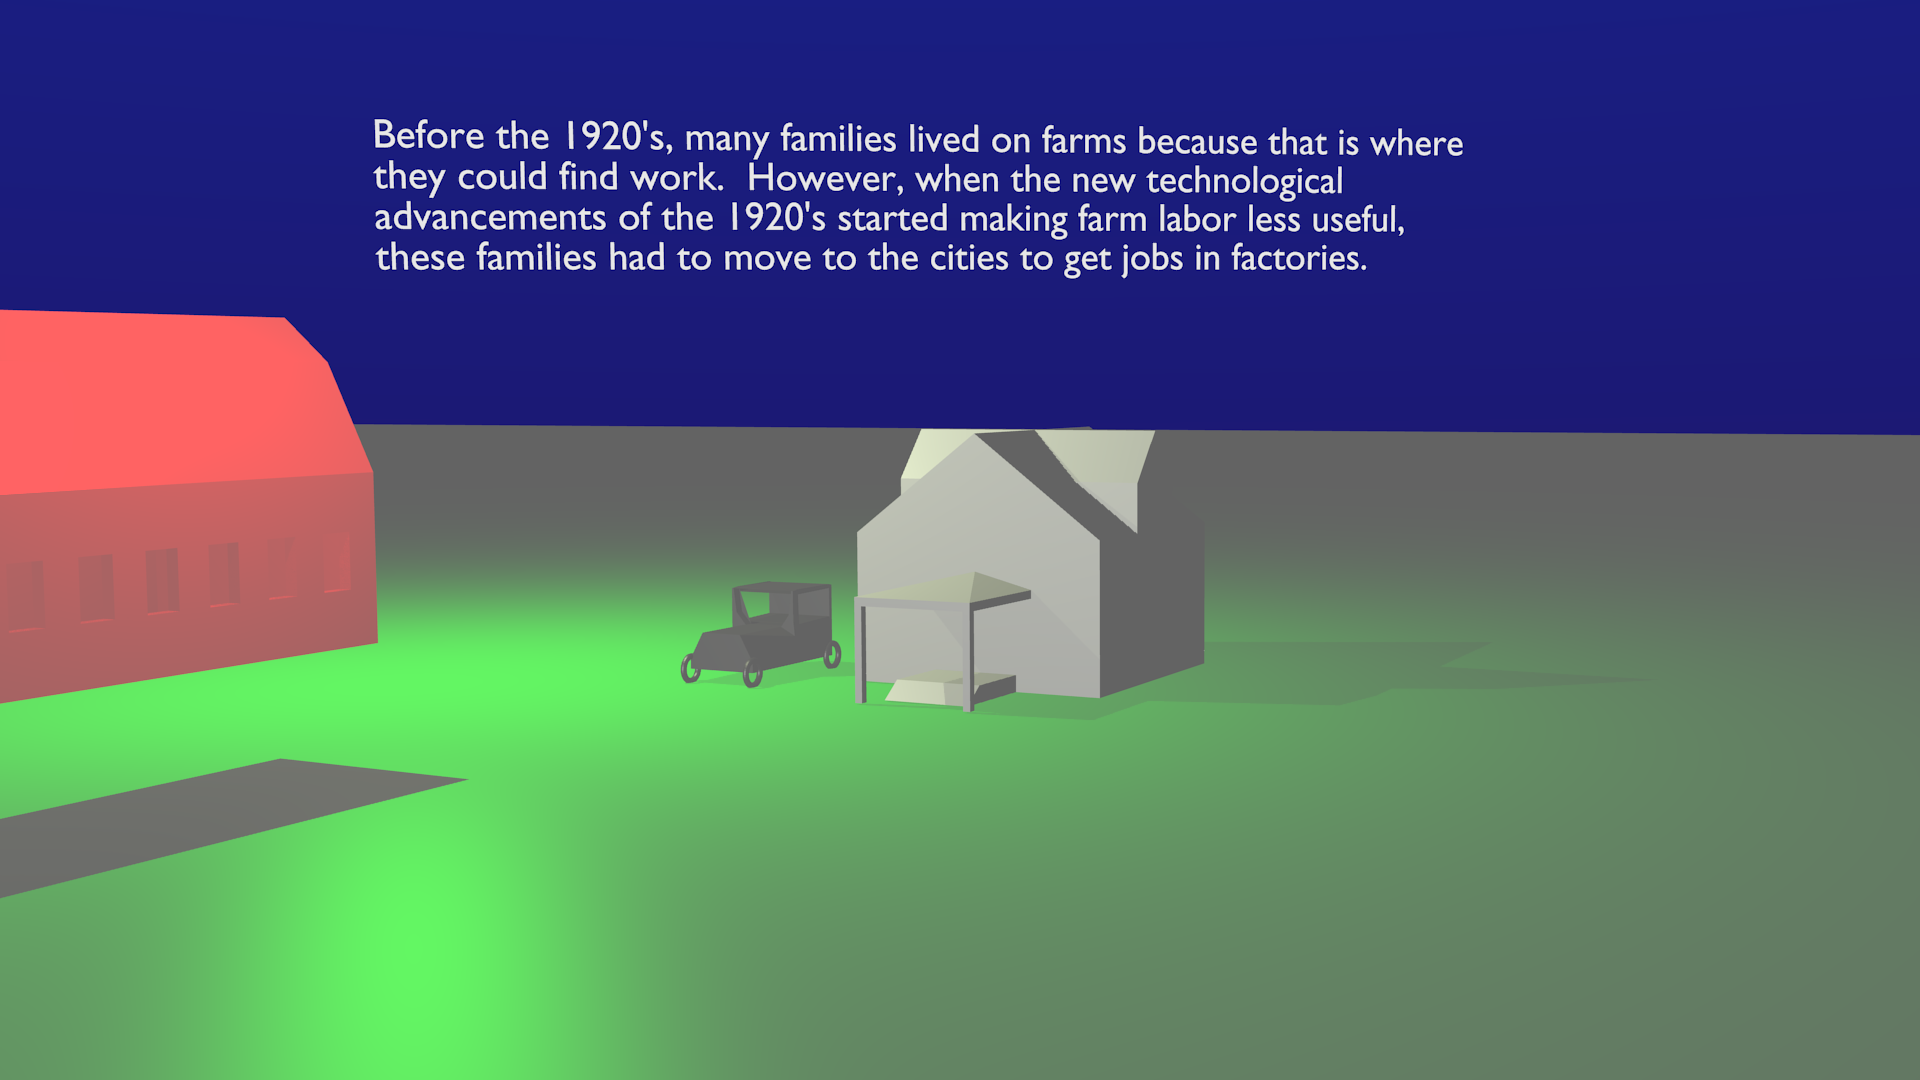 Before the 1920's, many families lived on farms because that is where
they could find work.  However, when the new technological
advancements of the 1920's started making farm labor less useful,
these families had to move to the cities to get jobs in factories.